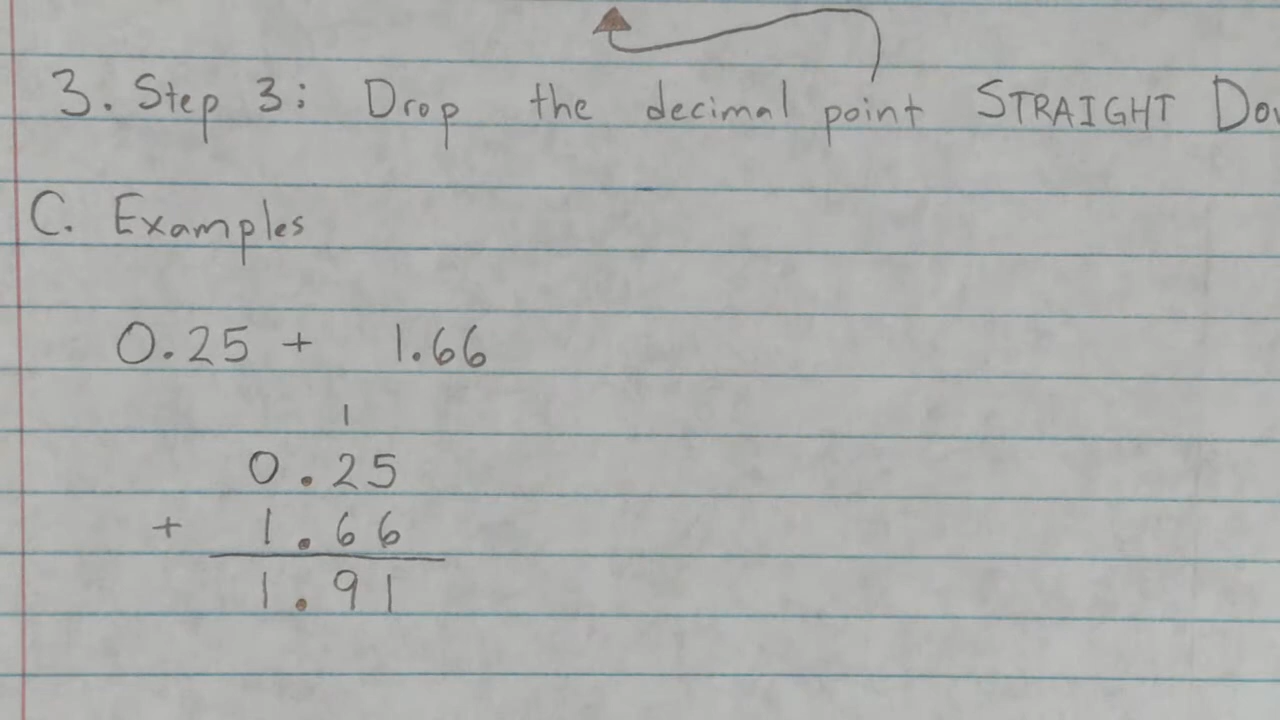 3. Step 3: Drop the decimal point STRAIGHT Dow
C. Examples
0.25 + 1.66
1
0.25
+ 1.66
1.91